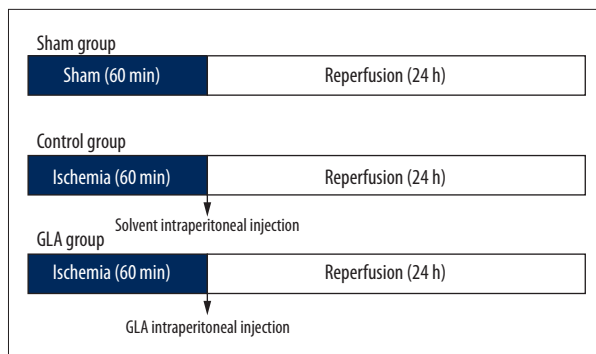 Sham group
Sham (60 min) Reperfusion (24 h)
Control group
Ischemia (60 min) Reperfusion (24 h)
Solvent intraperitoneal injection
GLA group
Ischemia (60 min) Reperfusion (24 h)
GLA intraperitoneal injection